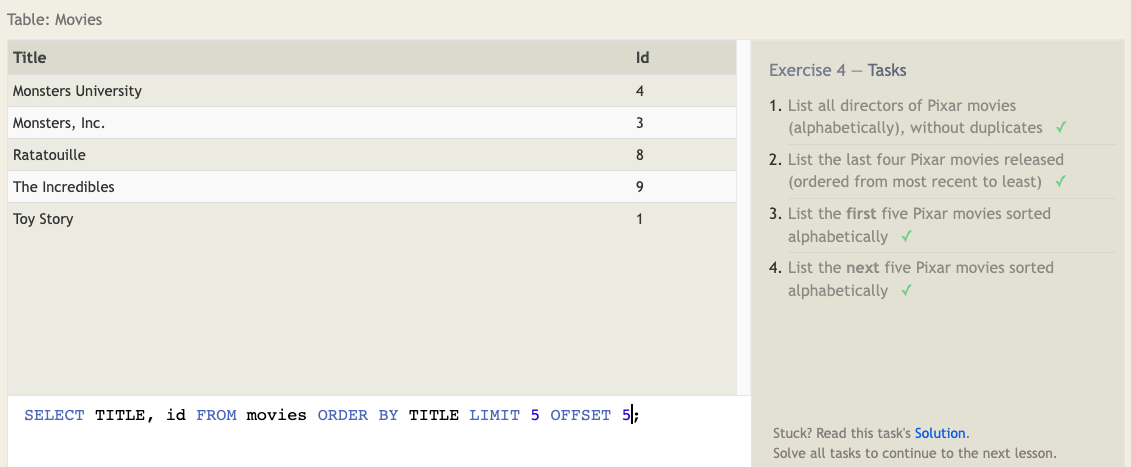 Table: Movies
Title Id
Monsters University 4
Monsters, Inc. 3
Ratatouille 8
The Incredibles 9
Toy Story 1
SELECT TITLE, id FROM movies ORDER BY TITLE LIMIT 5 OFFSET 5;
Exercise 4 — Tasks
1. List all directors of Pixar movies
(alphabetically), without duplicates ✓
2. List the last four Pixar movies released
(ordered from most recent to least) ✓
3. List the first five Pixar movies sorted
alphabetically ✓
4. List the next five Pixar movies sorted
alphabetically ✓
Stuck? Read this task's Solution.
Solve all tasks to continue to the next lesson.